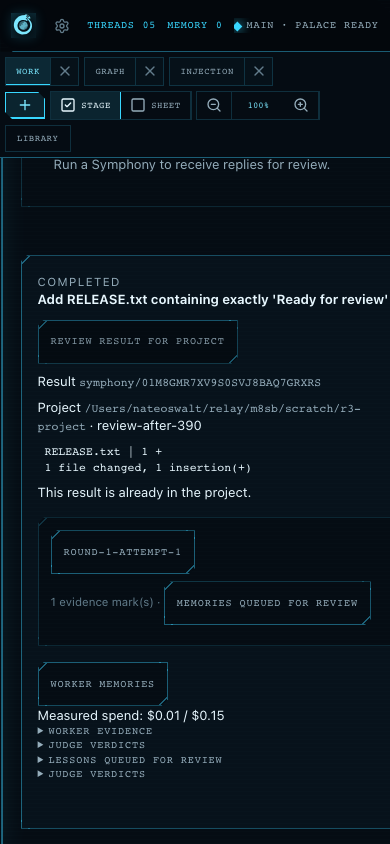 THREADS 05 MEMORY 0 MAIN · PALACE READY
WORK
GRAPH
INJECTION
STAGE
SHEET
100%
LIBRARY
Run a Symphony to receive replies for review.
COMPLETED
Add RELEASE.txt containing exactly 'Ready for review'
REVIEW RESULT FOR PROJECT
Result symphony/01M8GMR7XV9S0SVJ8BAQ7GRXRS
Project /Users/nateoswalt/relay/m8sb/scratch/r3-
project · review-after-390
RELEASE.txt | 1 +
1 file changed, 1 insertion(+)
This result is already in the project.
ROUND-1-ATTEMPT-1
1 evidence mark(s) · MEMORIES QUEUED FOR REVIEW
WORKER MEMORIES
Measured spend: $0.01 / $0.15
WORKER EVIDENCE
JUDGE VERDICTS
LESSONS QUEUED FOR REVIEW
JUDGE VERDICTS